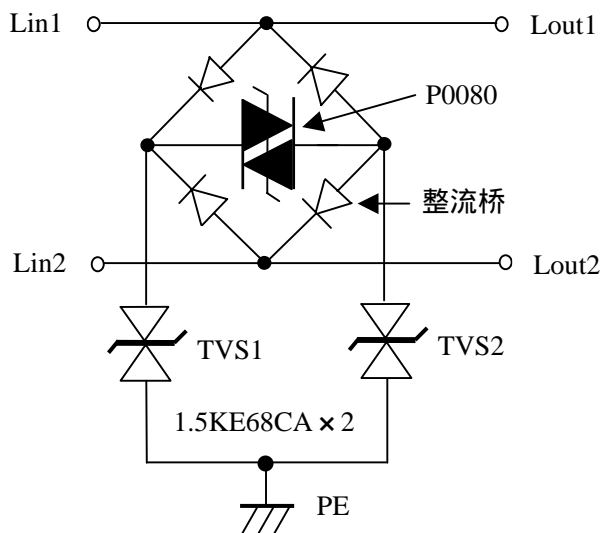 Lin1
Lout1
P0080
整流桥
Lin2
Lout2
TVS1
TVS2
1.5KE68CA × 2
PE